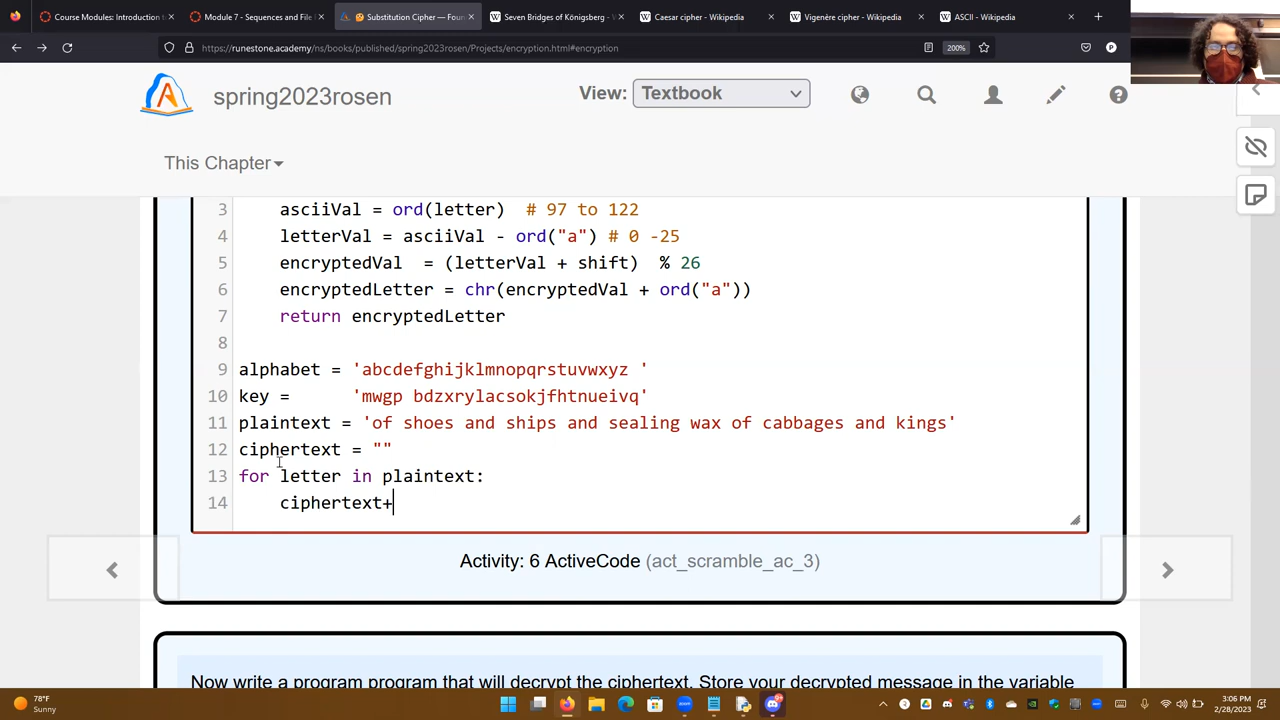 Course Modules: Introduction to
Module 7 - Sequences and File
Substitution Cipher — Foun
Seven Bridges of Königsberg - W
Caesar cipher - Wikipedia
Vigenère cipher - Wikipedia
ASCII - Wikipedia
https://runestone.academy/ns/books/published/spring2023rosen/Projects/encryption.html#encryption
200%
spring2023rosen
View: Textbook
This Chapter
3 asciiVal = ord(letter) # 97 to 122
4 letterVal = asciiVal - ord("a") # 0 -25
5 encryptedVal = (letterVal + shift) % 26
6 encryptedLetter = chr(encryptedVal + ord("a"))
7 return encryptedLetter
8
9 alphabet = 'abcdefghijklmnopqrstuvwxyz '
10 key = 'mwgp bdzxrylacsokjfhtnueivq'
11 plaintext = 'of shoes and ships and sealing wax of cabbages and kings'
12 ciphertext = ""
13 for letter in plaintext:
14 ciphertext+
Activity: 6 ActiveCode (act_scramble_ac_3)
Now write a program program that will decrypt the ciphertext. Store your decrypted message in the variable
78°F
Sunny
3:06 PM
2/28/2023